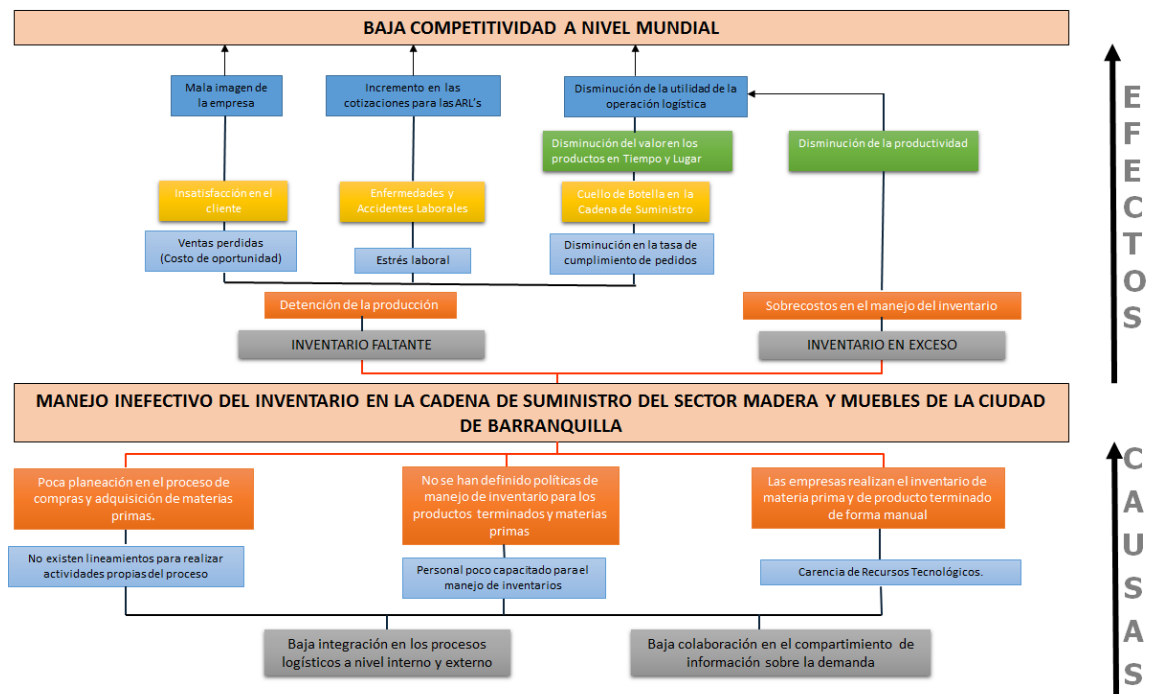 BAJA COMPETITIVIDAD A NIVEL MUNDIAL
Mala imagen de
la empresa
Incremento en las
cotizaciones para las ARL's
Disminución de la utilidad de la
operación logística
Disminución del valor en los
productos en Tiempo y Lugar
Disminución de la productividad
Insatisfacción en el
cliente
Enfermedades y
Accidentes Laborales
Cuello de Botella en la
Cadena de Suministro
Ventas perdidas
(Costo de oportunidad)
Estrés laboral
Disminución en la tasa de
cumplimiento de pedidos
Detención de la producción
Sobrecostos en el manejo del inventario
INVENTARIO FALTANTE
INVENTARIO EN EXCESO
EFECTOS
MANEJO INEFECTIVO DEL INVENTARIO EN LA CADENA DE SUMINISTRO DEL SECTOR MADERA Y MUEBLES DE LA CIUDAD
DE BARRANQUILLA
Poca planeación en el proceso de
compras y adquisición de materias
primas.
No se han definido políticas de
manejo de inventario para los
productos terminados y materias
primas
Las empresas realizan el inventario de
materia prima y de producto terminado
de forma manual
No existen lineamientos para realizar
actividades propias del proceso
Personal poco capacitado para el
manejo de inventarios
Carencia de Recursos Tecnológicos.
Baja integración en los procesos
logísticos a nivel interno y externo
Baja colaboración en el compartimiento de
información sobre la demanda
CAUSAS